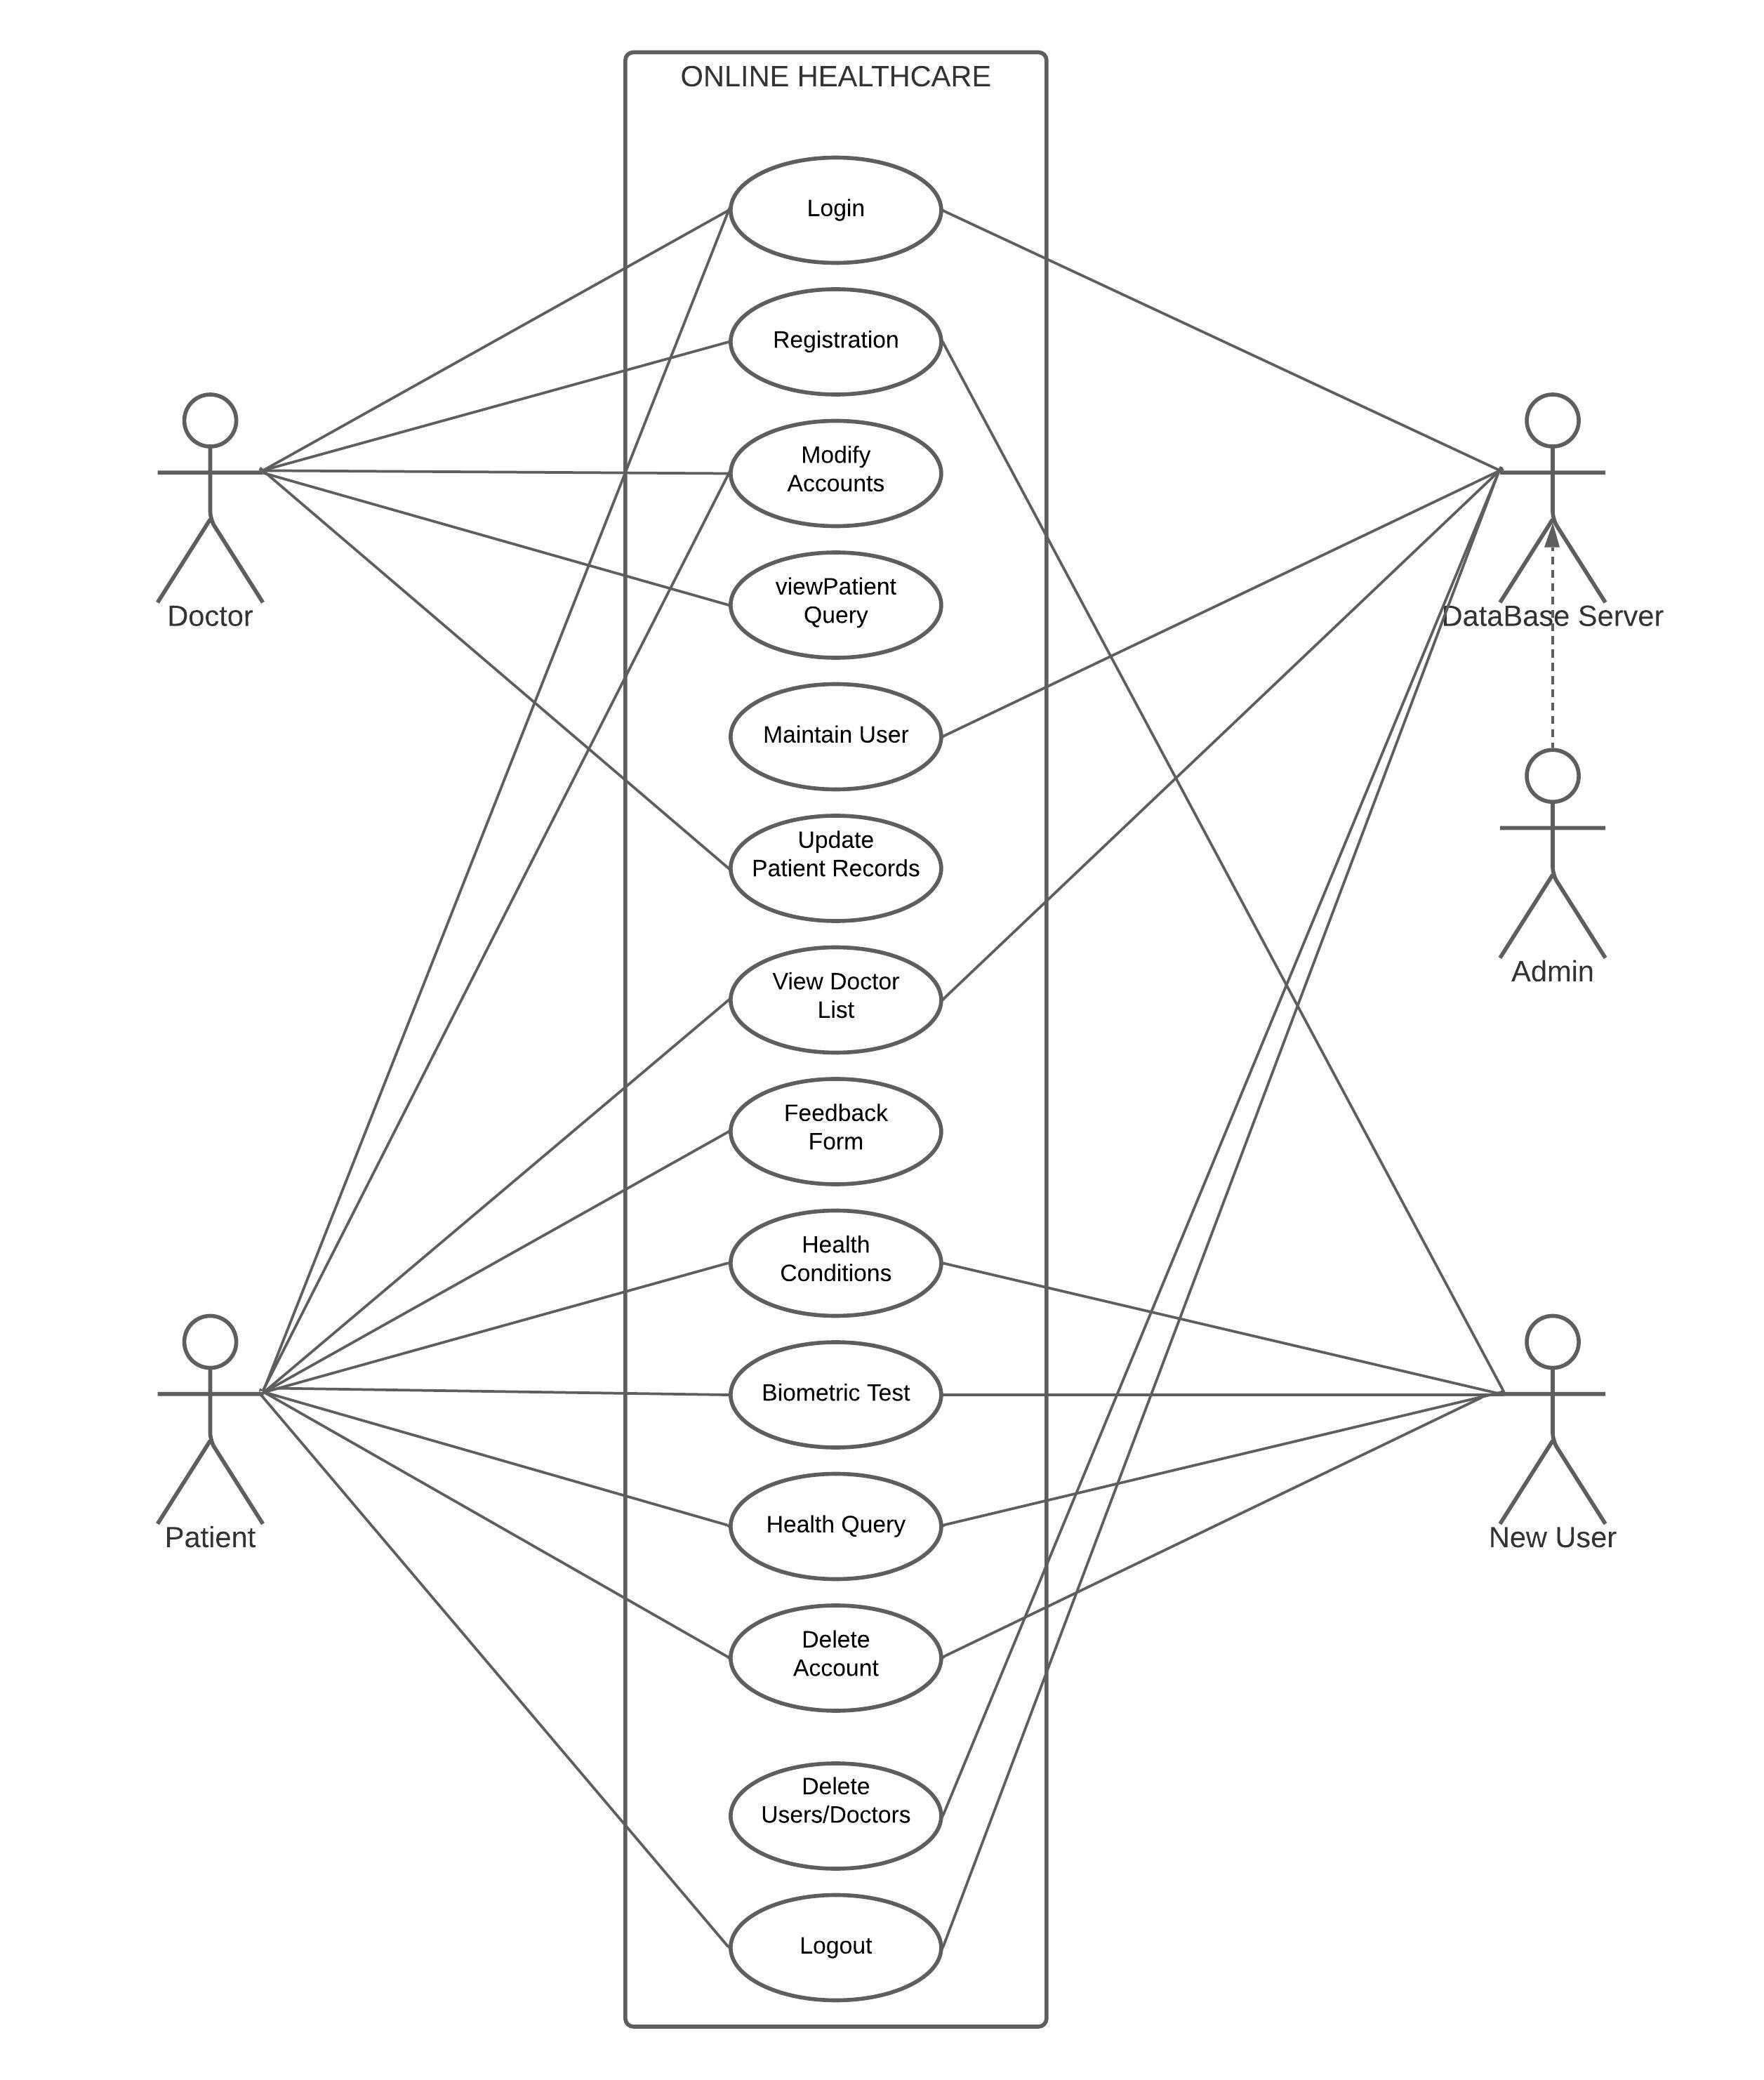 ONLINE HEALTHCARE
Login
Registration
Modify
Accounts
viewPatient
Query
Doctor
DataBase Server
Maintain User
Update
Patient Records
Admin
View Doctor
List
Feedback
Form
Health
Conditions
Biometric Test
Health Query
Patient
New User
Delete
Account
Delete
Users/Doctors
Logout